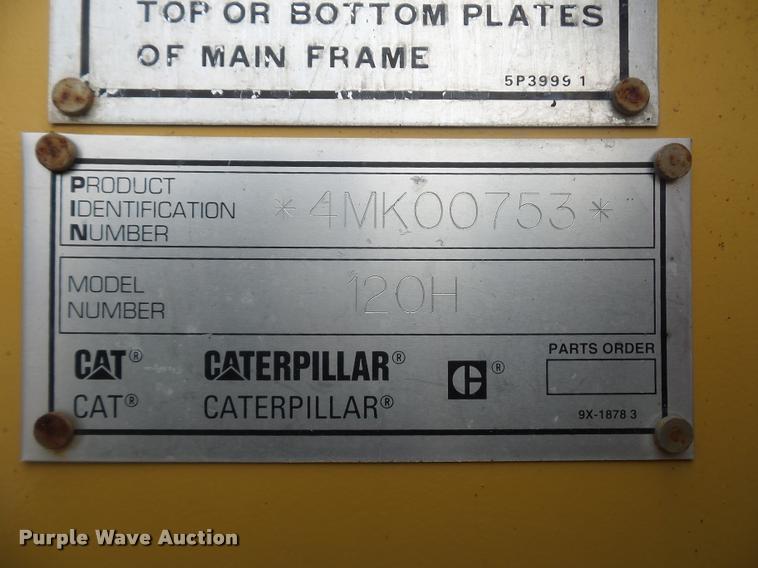 TOP OR BOTTOM PLATES
OF MAIN FRAME
5P3999 1
PRODUCT
IDENTIFICATION
NUMBER
*4MK00753*
MODEL
NUMBER
120H
CAT® CATERPILLAR® C®
CAT® CATERPILLAR®
PARTS ORDER
9X-1878 3
Purple Wave Auction